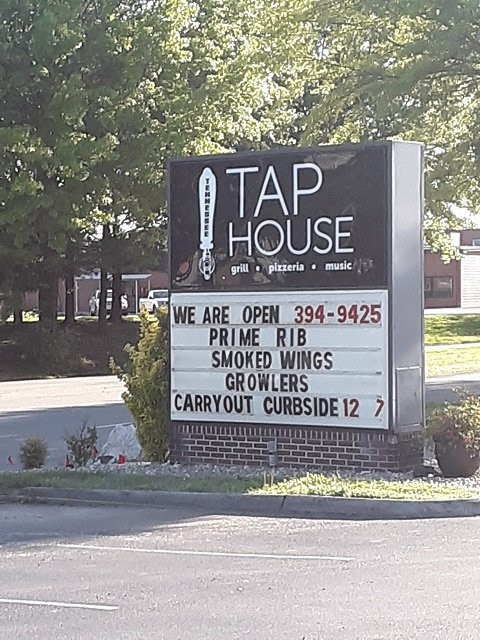 TENNESSEE
TAP
HOUSE
grill • pizzeria • music
WE ARE OPEN 394-9425
PRIME RIB
SMOKED WINGS
GROWLERS
CARRYOUT CURBSIDE 12 7